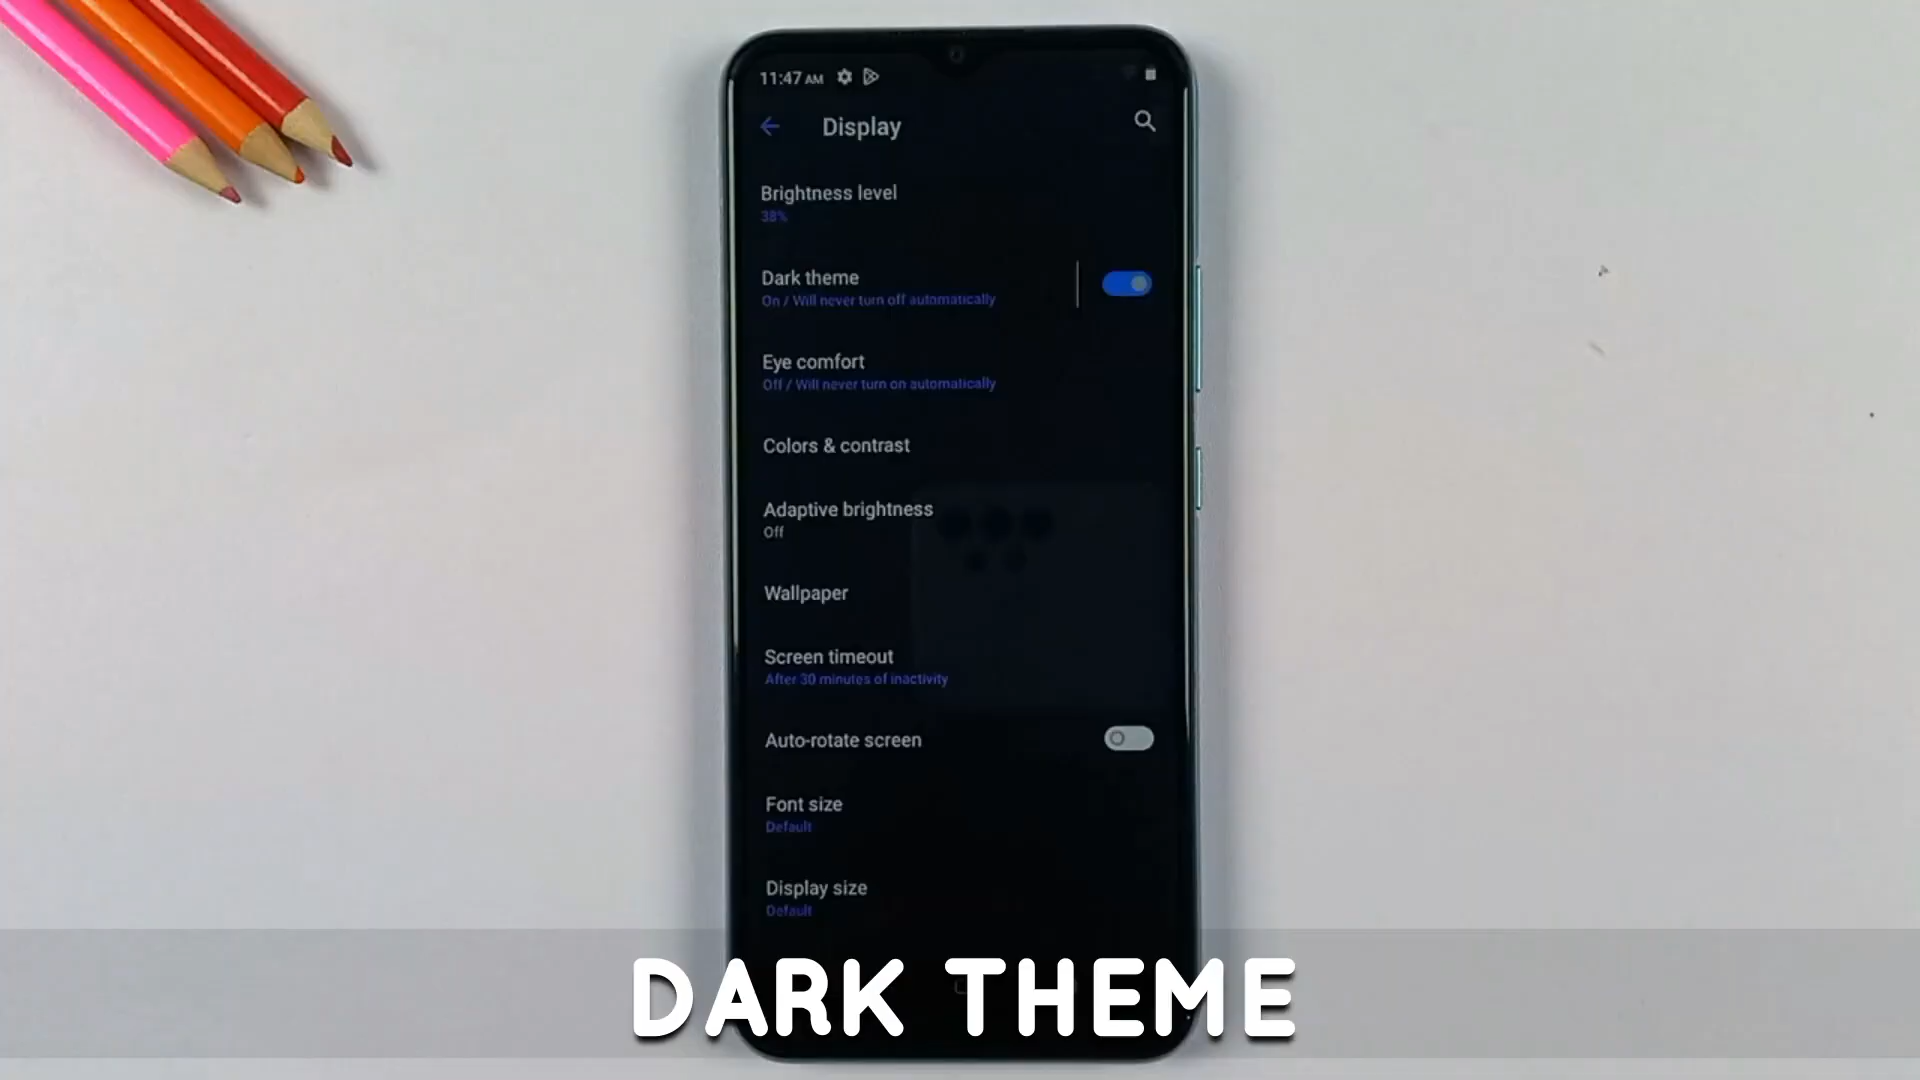 11:47 AM
Display
Brightness level
38%
Dark theme
On / Will never turn off automatically
Eye comfort
Off / Will never turn on automatically
Colors & contrast
Adaptive brightness
Off
Wallpaper
Screen timeout
After 30 minutes of inactivity
Auto-rotate screen
Font size
Default
Display size
Default
DARK THEME